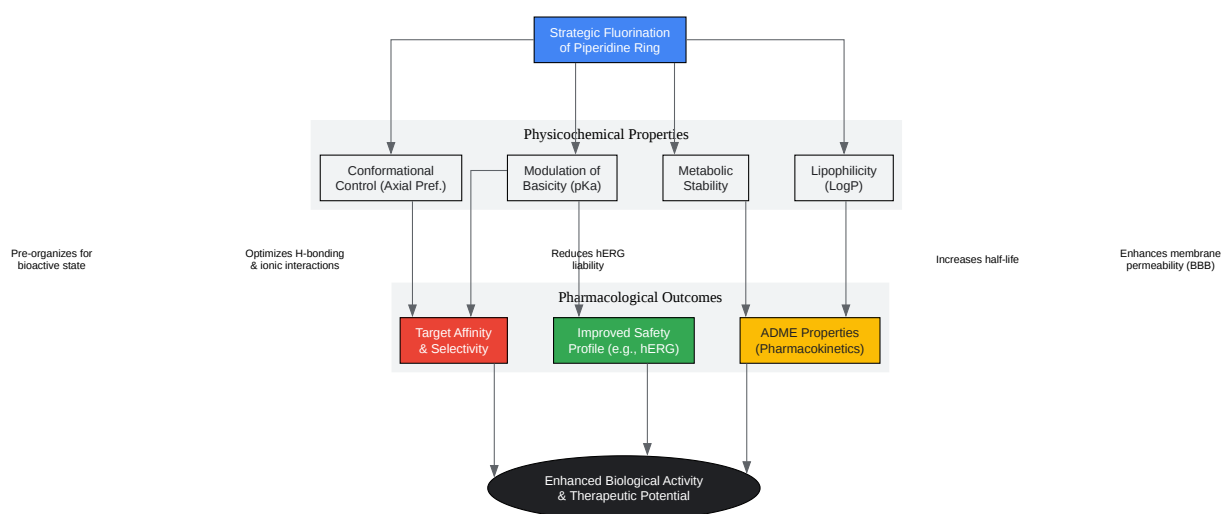 Strategic Fluorination
of Piperidine Ring
Physicochemical Properties
Conformational
Control (Axial Pref.)
Modulation of
Basicity (pKa)
Metabolic
Stability
Lipophilicity
(LogP)
Pre-organizes for
bioactive state
Optimizes H-bonding
& ionic interactions
Reduces hERG
liability
Increases half-life
Enhances membrane
permeability (BBB)
Pharmacological Outcomes
Target Affinity
& Selectivity
Improved Safety
Profile (e.g., hERG)
ADME Properties
(Pharmacokinetics)
Enhanced Biological Activity
& Therapeutic Potential